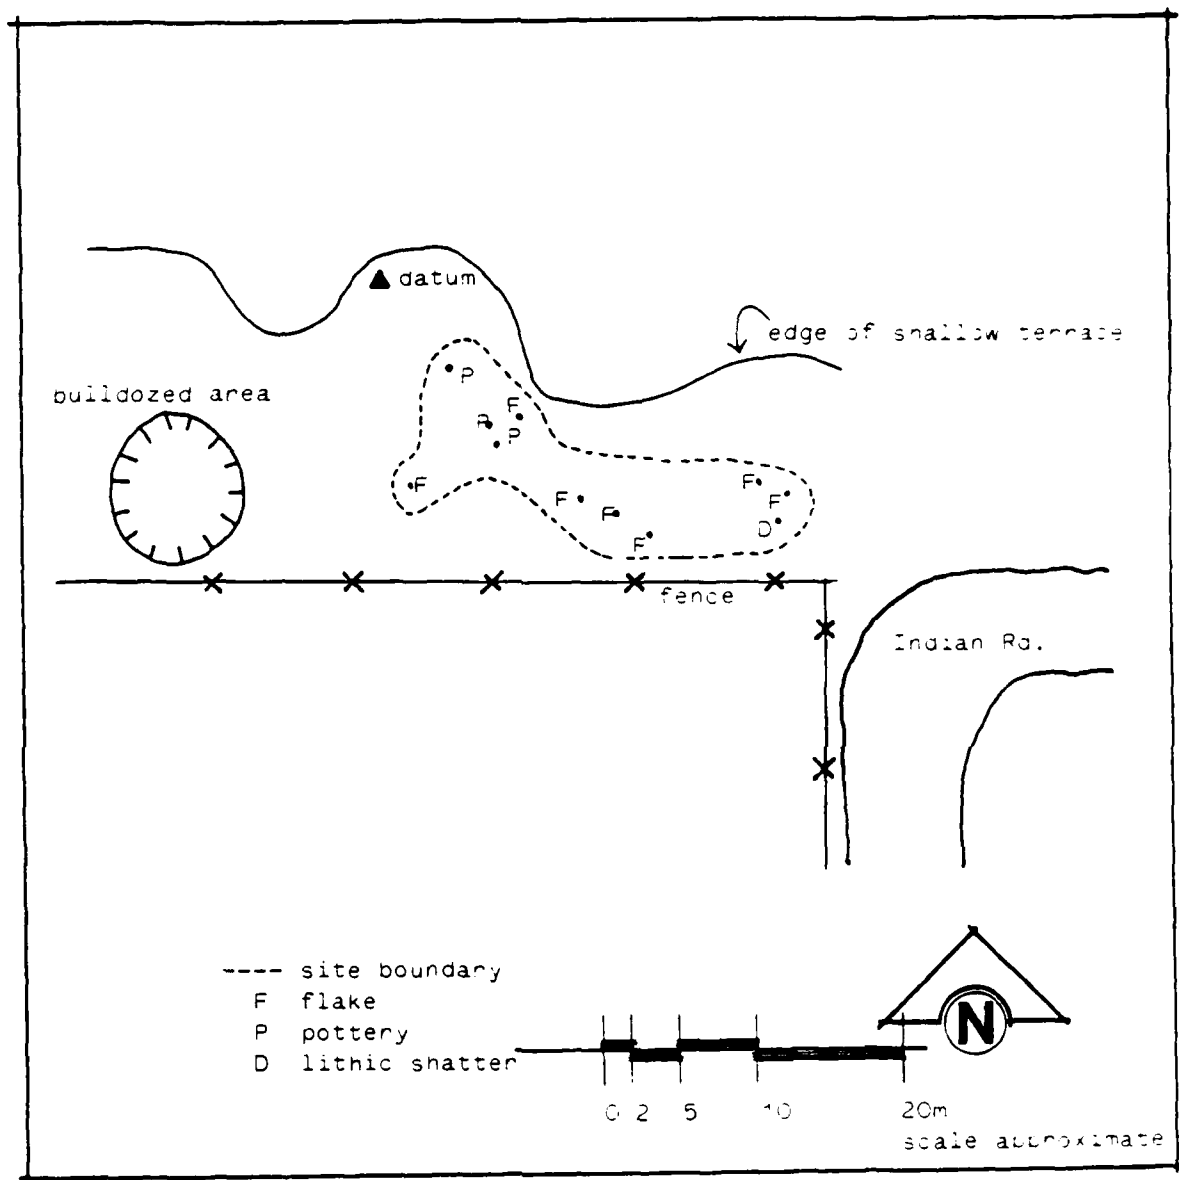 datum
edge of shallow terrace
bulldozed area
P
F
P
P
F
F
F
F
F
F
D
fence
Indian Rd.
---- site boundary
F flake
P pottery
D lithic shatter
N
0 2 5 10 20m
scale approximate